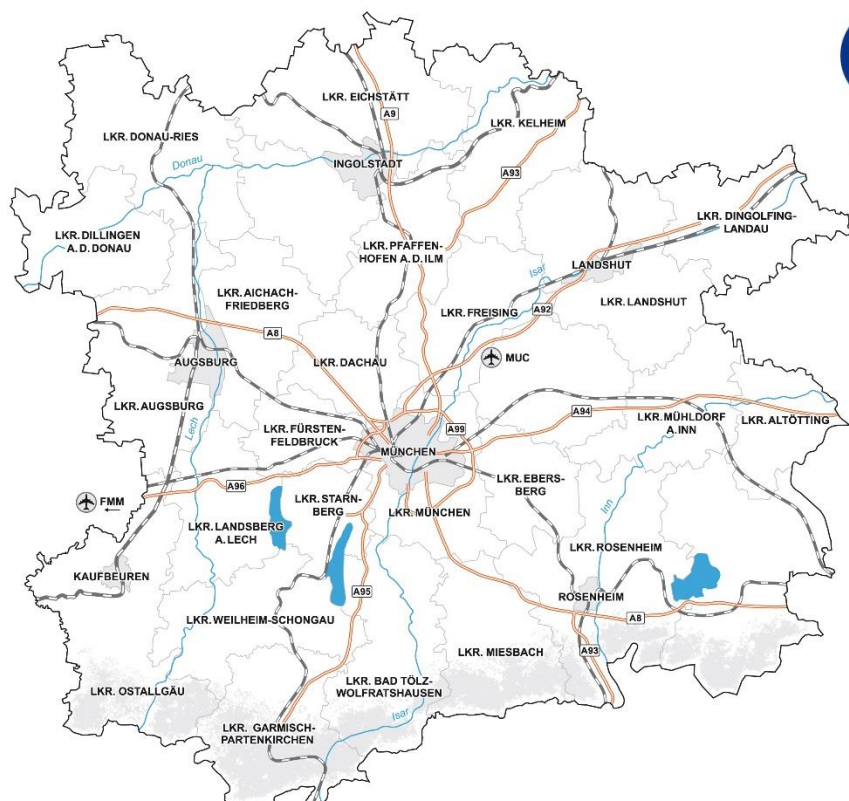 LKR. EICHSTÄTT
A9
LKR. KELHEIM
LKR. DONAU-RIES
Donau
INGOLSTADT
A93
LKR. DILLINGEN
A. D. DONAU
LKR. PFAFFEN-
HOFEN A. D. ILM
LKR. DINGOLFING-
LANDAU
Isar
LANDSHUT
LKR. AICHACH-
FRIEDBERG
LKR. FREISING
A92
LKR. LANDSHUT
A8
AUGSBURG
LKR. DACHAU
MUC
LKR. AUGSBURG
Lech
LKR. FÜRSTEN-
FELDBRUCK
A99
A94
LKR. MÜHLDORF
A. INN
LKR. ALTÖTTING
MÜNCHEN
FMM
A96
LKR. STARN-
BERG
LKR. EBERS-
BERG
LKR. MÜNCHEN
Inn
LKR. LANDSBERG
A. LECH
LKR. ROSENHEIM
KAUFBEUREN
A95
ROSENHEIM
LKR. WEILHEIM-SCHONGAU
A8
A93
LKR. MIESBACH
LKR. OSTALLGÄU
LKR. BAD TÖLZ-
WOLFRATSHAUSEN
Isar
LKR. GARMISCH-
PARTENKIRCHEN